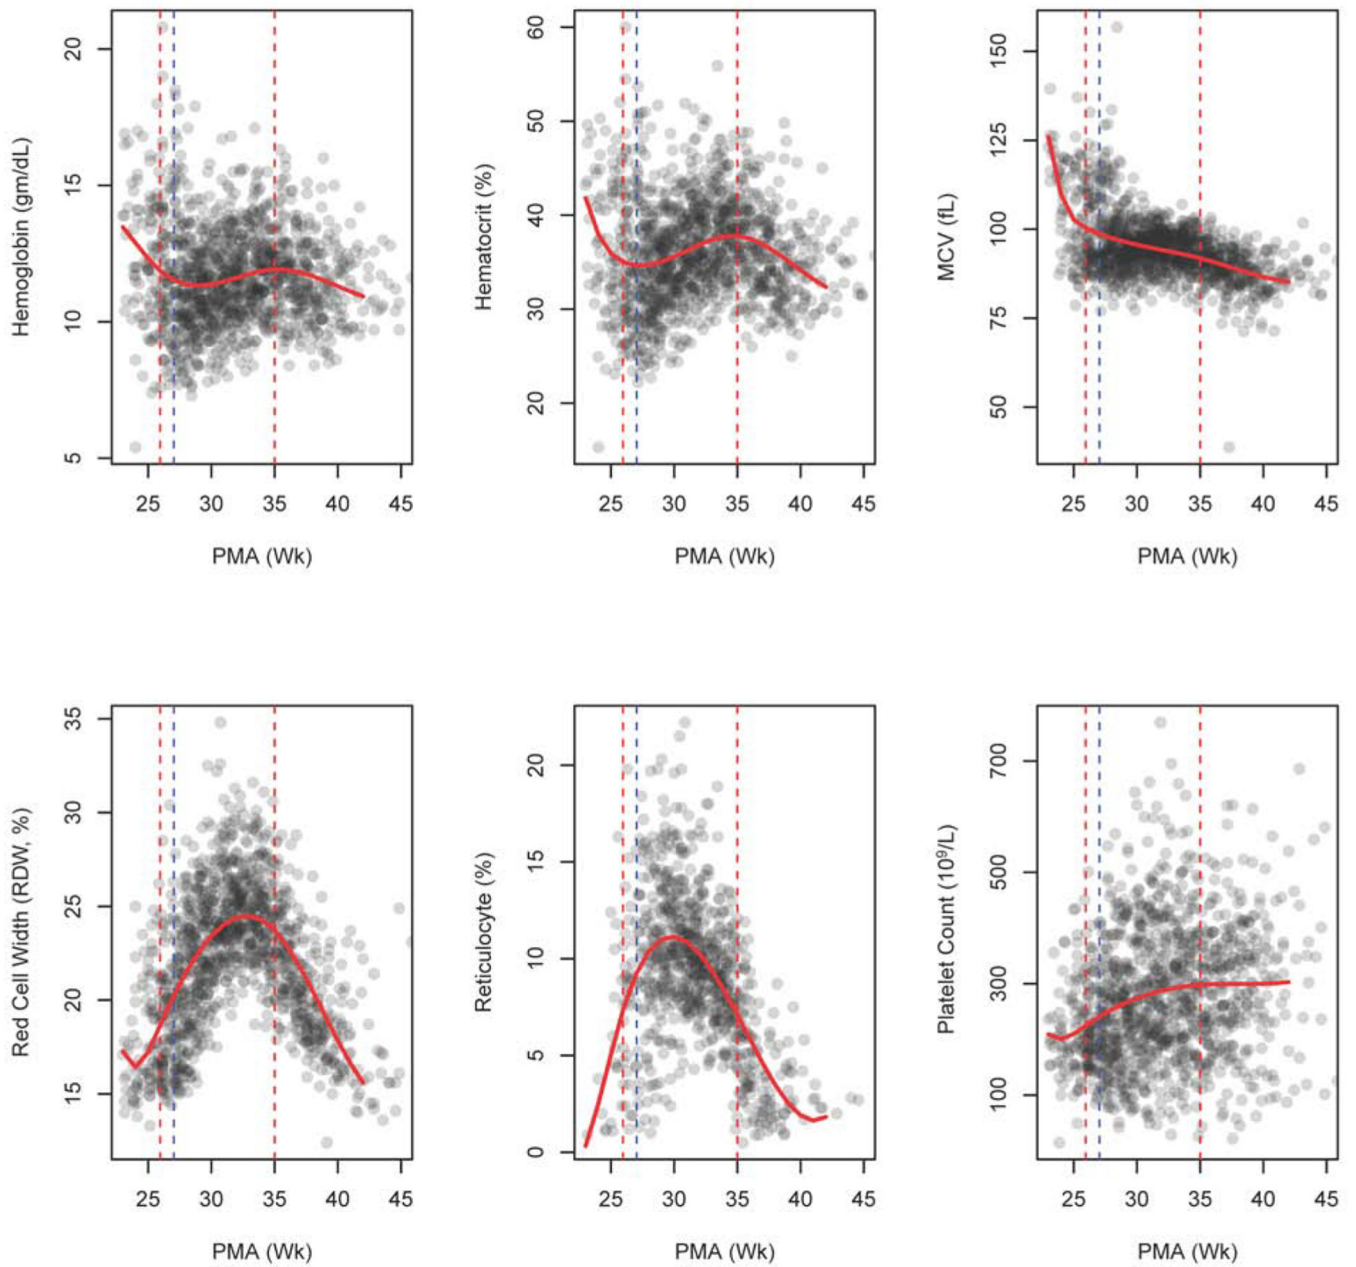 Hemoglobin (gm/dL)
20
15
10
5
25 30 35 40 45
PMA (Wk)
Hematocrit (%)
60
50
40
30
20
25 30 35 40 45
PMA (Wk)
MCV (fL)
150
125
100
75
50
25 30 35 40 45
PMA (Wk)
Red Cell Width (RDW, %)
35
30
25
20
15
25 30 35 40 45
PMA (Wk)
Reticulocyte (%)
20
15
10
5
0
25 30 35 40 45
PMA (Wk)
Platelet Count (10⁹/L)
700
500
300
100
25 30 35 40 45
PMA (Wk)